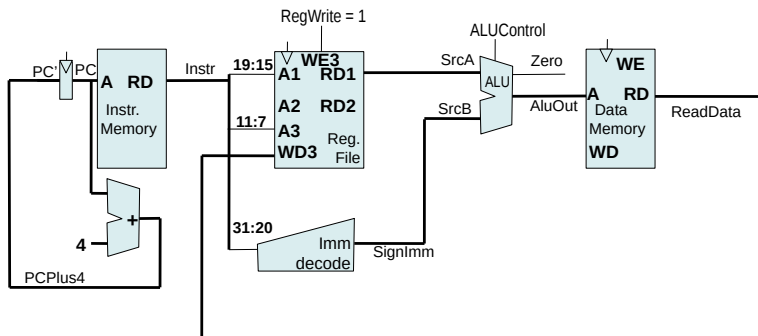 RegWrite = 1
ALUControl
PC'
PC
A RD
Instr.
Memory
Instr
19:15
WE3
A1 RD1
A2 RD2
11:7
A3
WD3
Reg.
File
SrcA
SrcB
ALU
Zero
AluOut
WE
A RD
Data
Memory
WD
ReadData
+
4
PCPlus4
31:20
Imm
decode
SignImm